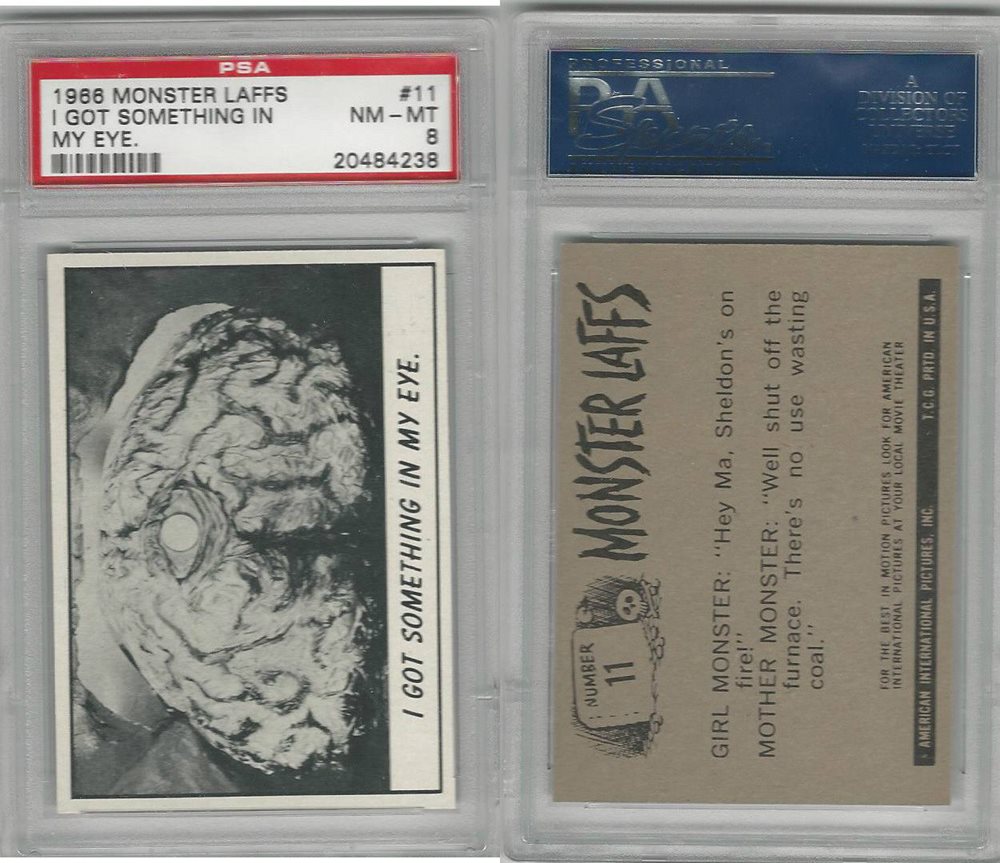 PSA
1966 MONSTER LAFFS #11
I GOT SOMETHING IN NM - MT
MY EYE. 8
20484238
I GOT SOMETHING IN MY EYE.
PROFESSIONAL
PSA
A
DIVISION OF
COLLECTORS
UNIVERSE
NUMBER
11
MONSTER LAFFS
GIRL MONSTER: "Hey Ma, Sheldon's on
fire!"
MOTHER MONSTER: "Well shut off the
furnace. There's no use wasting
coal."
FOR THE BEST IN MOTION PICTURES LOOK FOR AMERICAN
INTERNATIONAL PICTURES AT YOUR LOCAL MOVIE THEATER
AMERICAN INTERNATIONAL PICTURES, INC. T.C.G. PRTD. IN U.S.A.